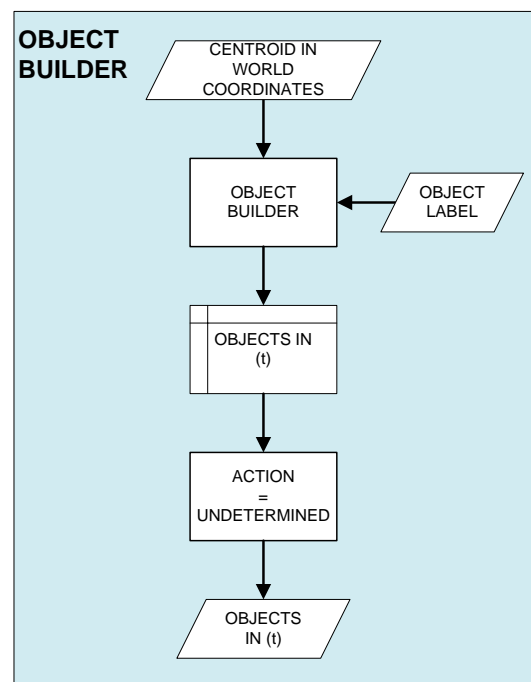 OBJECT
BUILDER
CENTROID IN
WORLD
COORDINATES
OBJECT
BUILDER
OBJECT
LABEL
OBJECTS IN
(t)
ACTION
=
UNDETERMINED
OBJECTS
IN (t)